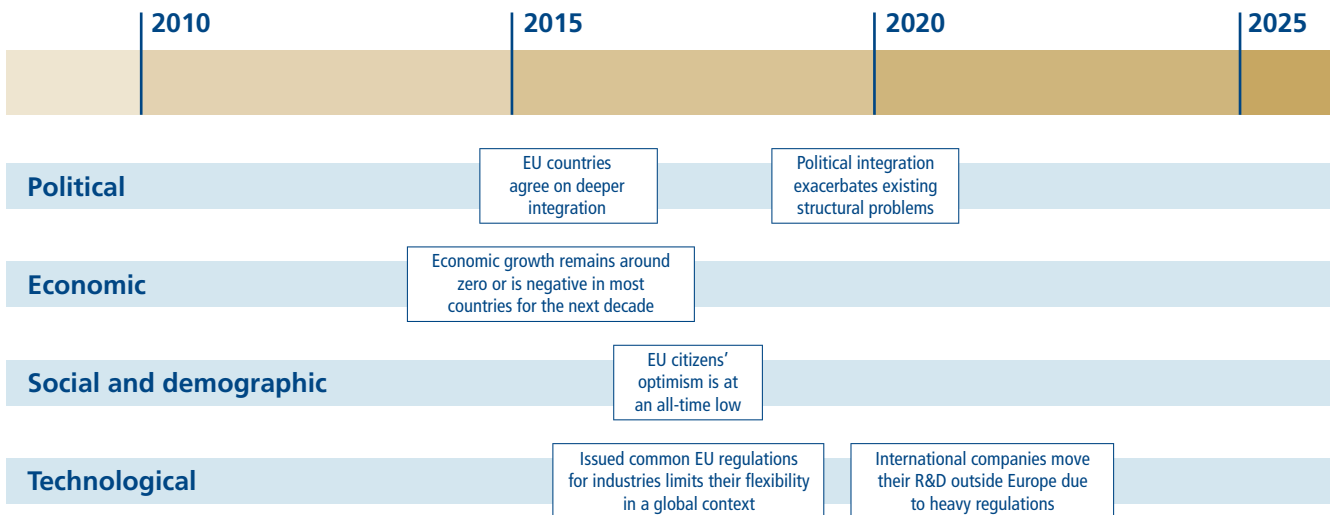 2010
2015
2020
2025
Political
EU countries
agree on deeper
integration
Political integration
exacerbates existing
structural problems
Economic
Economic growth remains around
zero or is negative in most
countries for the next decade
Social and demographic
EU citizens’
optimism is at
an all-time low
Technological
Issued common EU regulations
for industries limits their flexibility
in a global context
International companies move
their R&D outside Europe due
to heavy regulations